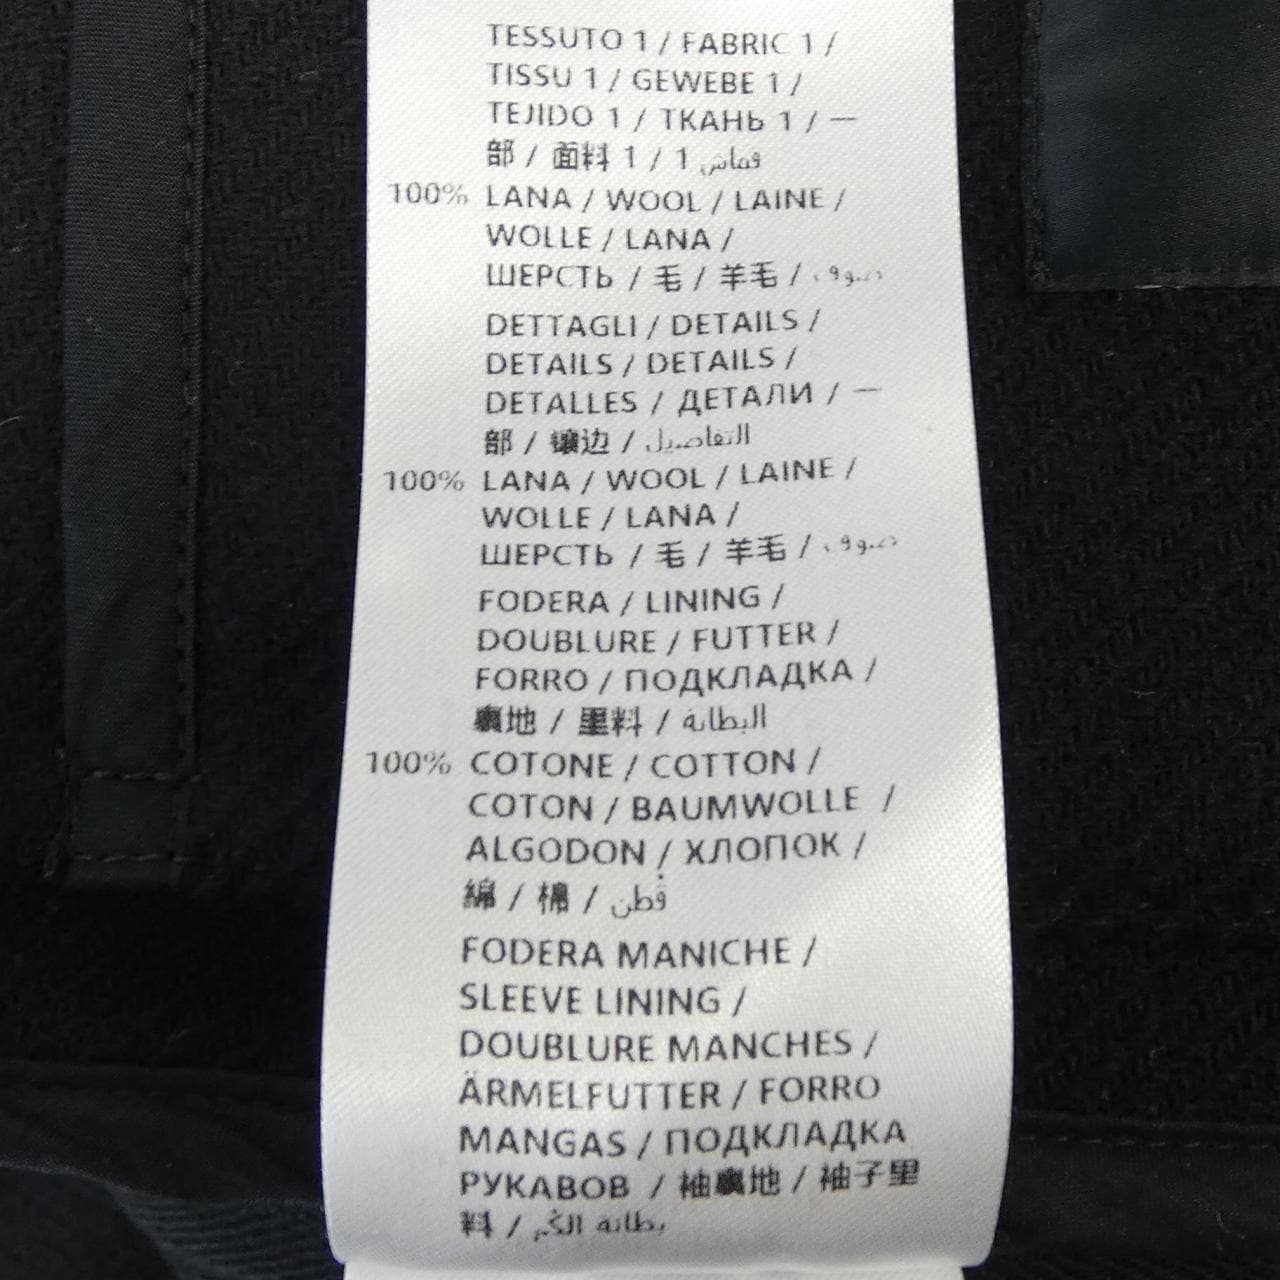 TESSUTO 1 / FABRIC 1 /
TISSU 1 / GEWEBE 1 /
TEJIDO 1 / ТКАНЬ 1 / 一
部 / 面料 1 / قماش 1
100% LANA / WOOL / LAINE /
WOLLE / LANA /
ШЕРСТЬ / 毛 / 羊毛 / صوف
DETTAGLI / DETAILS /
DETAILS / DETAILS /
DETALLES / ДЕТАЛИ / 一
部 / 镶边 / التفاصيل
100% LANA / WOOL / LAINE /
WOLLE / LANA /
ШЕРСТЬ / 毛 / 羊毛 / صوف
FODERA / LINING /
DOUBLURE / FUTTER /
FORRO / ПОДКЛАДКА /
裏地 / 里料 / البطانة
100% COTONE / COTTON /
COTON / BAUMWOLLE /
ALGODON / ХЛОПОК /
綿 / 棉 / قطن
FODERA MANICHE /
SLEEVE LINING /
DOUBLURE MANCHES /
ÄRMELFUTTER / FORRO
MANGAS / ПОДКЛАДКА
РУКАВОВ / 袖裏地 / 袖子里
料 / بطانة الكم